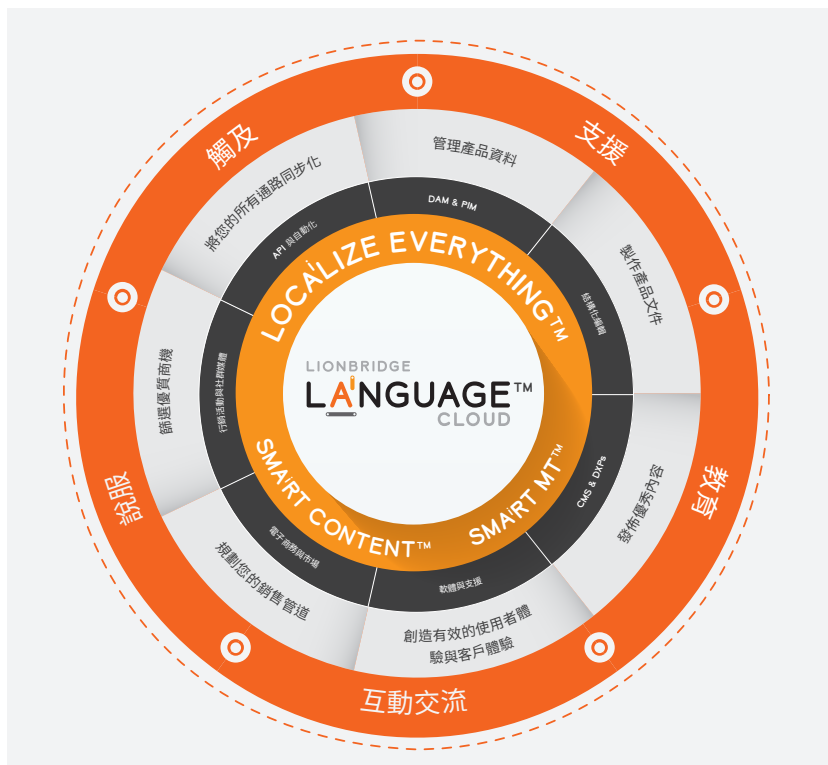 觸及
支援
教育
互動交流
說服
管理產品資料
製作產品文件
發佈優秀內容
創造有效的使用者體
驗與客戶體驗
規劃您的銷售管道
篩選優質商機
將您的所有通路同步化
DAM & PIM
結構化編輯
CMS & DXPs
軟體與支援
電子商務與市場
行銷活動與社群媒體
API 與自動化
LOCALIZE EVERYTHING™
SMART MT™
SMART CONTENT™
LIONBRIDGE
LANGUAGE™
CLOUD